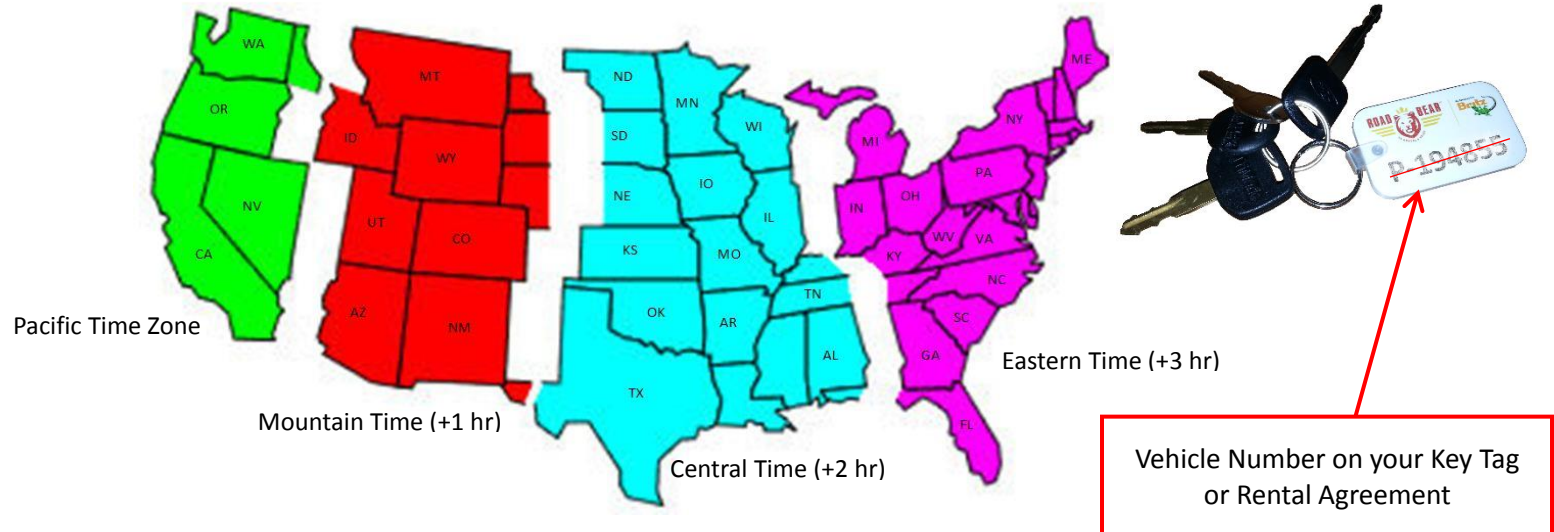 WA
OR
CA
NV
Pacific Time Zone
MT
ID
WY
UT
CO
AZ
NM
Mountain Time (+1 hr)
ND
MN
SD
WI
NE
IO
IL
KS
MO
OK
AR
TN
TX
AL
Central Time (+2 hr)
ME
NY
MI
PA
IN
OH
WV
VA
KY
NC
SC
GA
FL
Eastern Time (+3 hr)
ROAD BEAR
P 194855
Vehicle Number on your Key Tag
or Rental Agreement